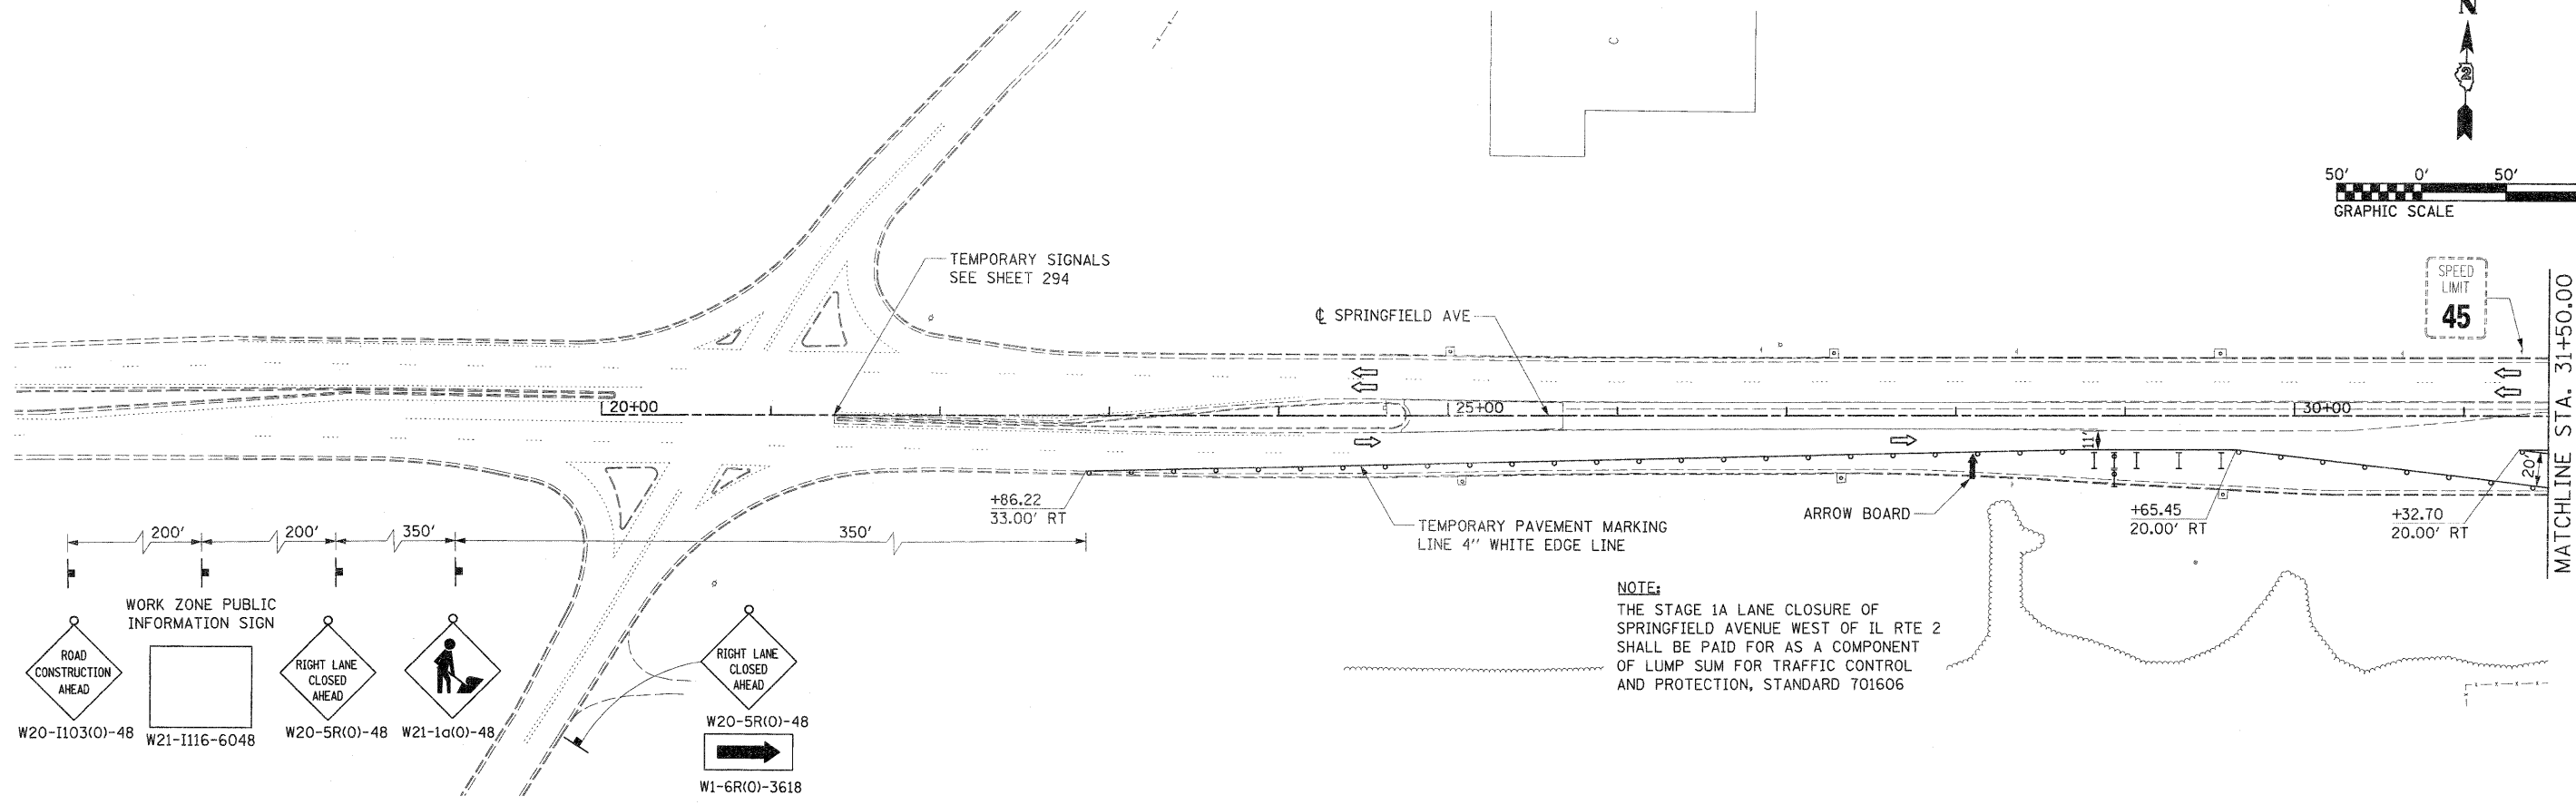 N
2
50' 0' 50'
GRAPHIC SCALE
TEMPORARY SIGNALS
SEE SHEET 294
℄ SPRINGFIELD AVE
SPEED
LIMIT
45
MATCHLINE STA. 31+50.00
20+00
25+00
30+00
11'
20'
+86.22
33.00' RT
TEMPORARY PAVEMENT MARKING
LINE 4" WHITE EDGE LINE
ARROW BOARD
+65.45
20.00' RT
+32.70
20.00' RT
200' 200' 350' 350'
WORK ZONE PUBLIC
INFORMATION SIGN
ROAD
CONSTRUCTION
AHEAD
W20-I103(O)-48
W21-I116-6048
RIGHT LANE
CLOSED
AHEAD
W20-5R(O)-48
W21-1a(O)-48
RIGHT LANE
CLOSED
AHEAD
W20-5R(O)-48
W1-6R(O)-3618
NOTE:
THE STAGE 1A LANE CLOSURE OF
SPRINGFIELD AVENUE WEST OF IL RTE 2
SHALL BE PAID FOR AS A COMPONENT
OF LUMP SUM FOR TRAFFIC CONTROL
AND PROTECTION, STANDARD 701606